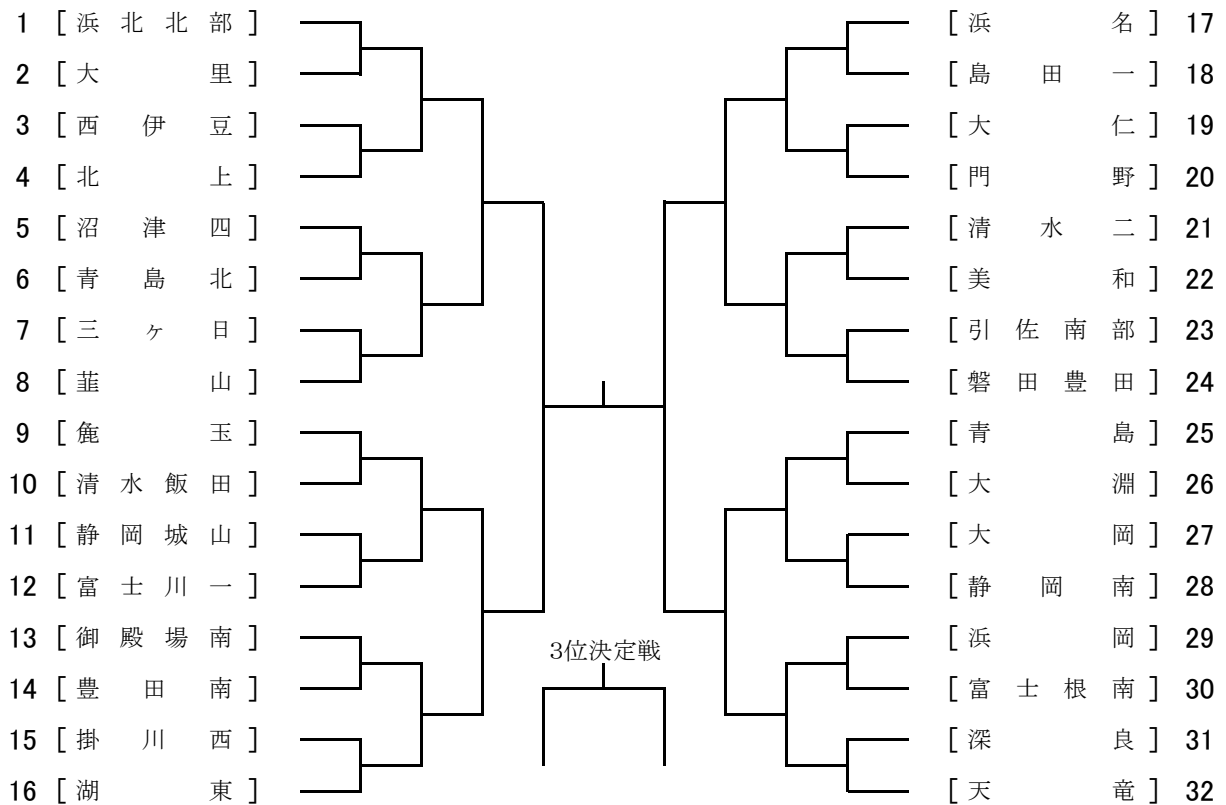 1 [浜北北部]
2 [大里]
3 [西伊豆]
4 [北上]
5 [沼津四]
6 [青島北]
7 [三ヶ日]
8 [韮山]
9 [麁玉]
10 [清水飯田]
11 [静岡城山]
12 [富士川一]
13 [御殿場南]
14 [豊田南]
15 [掛川西]
16 [湖東]
3位決定戦
[浜名] 17
[島田一] 18
[大仁] 19
[門野] 20
[清水二] 21
[美和] 22
[引佐南部] 23
[磐田豊田] 24
[青島] 25
[大淵] 26
[大岡] 27
[静岡南] 28
[浜岡] 29
[富士根南] 30
[深良] 31
[天竜] 32